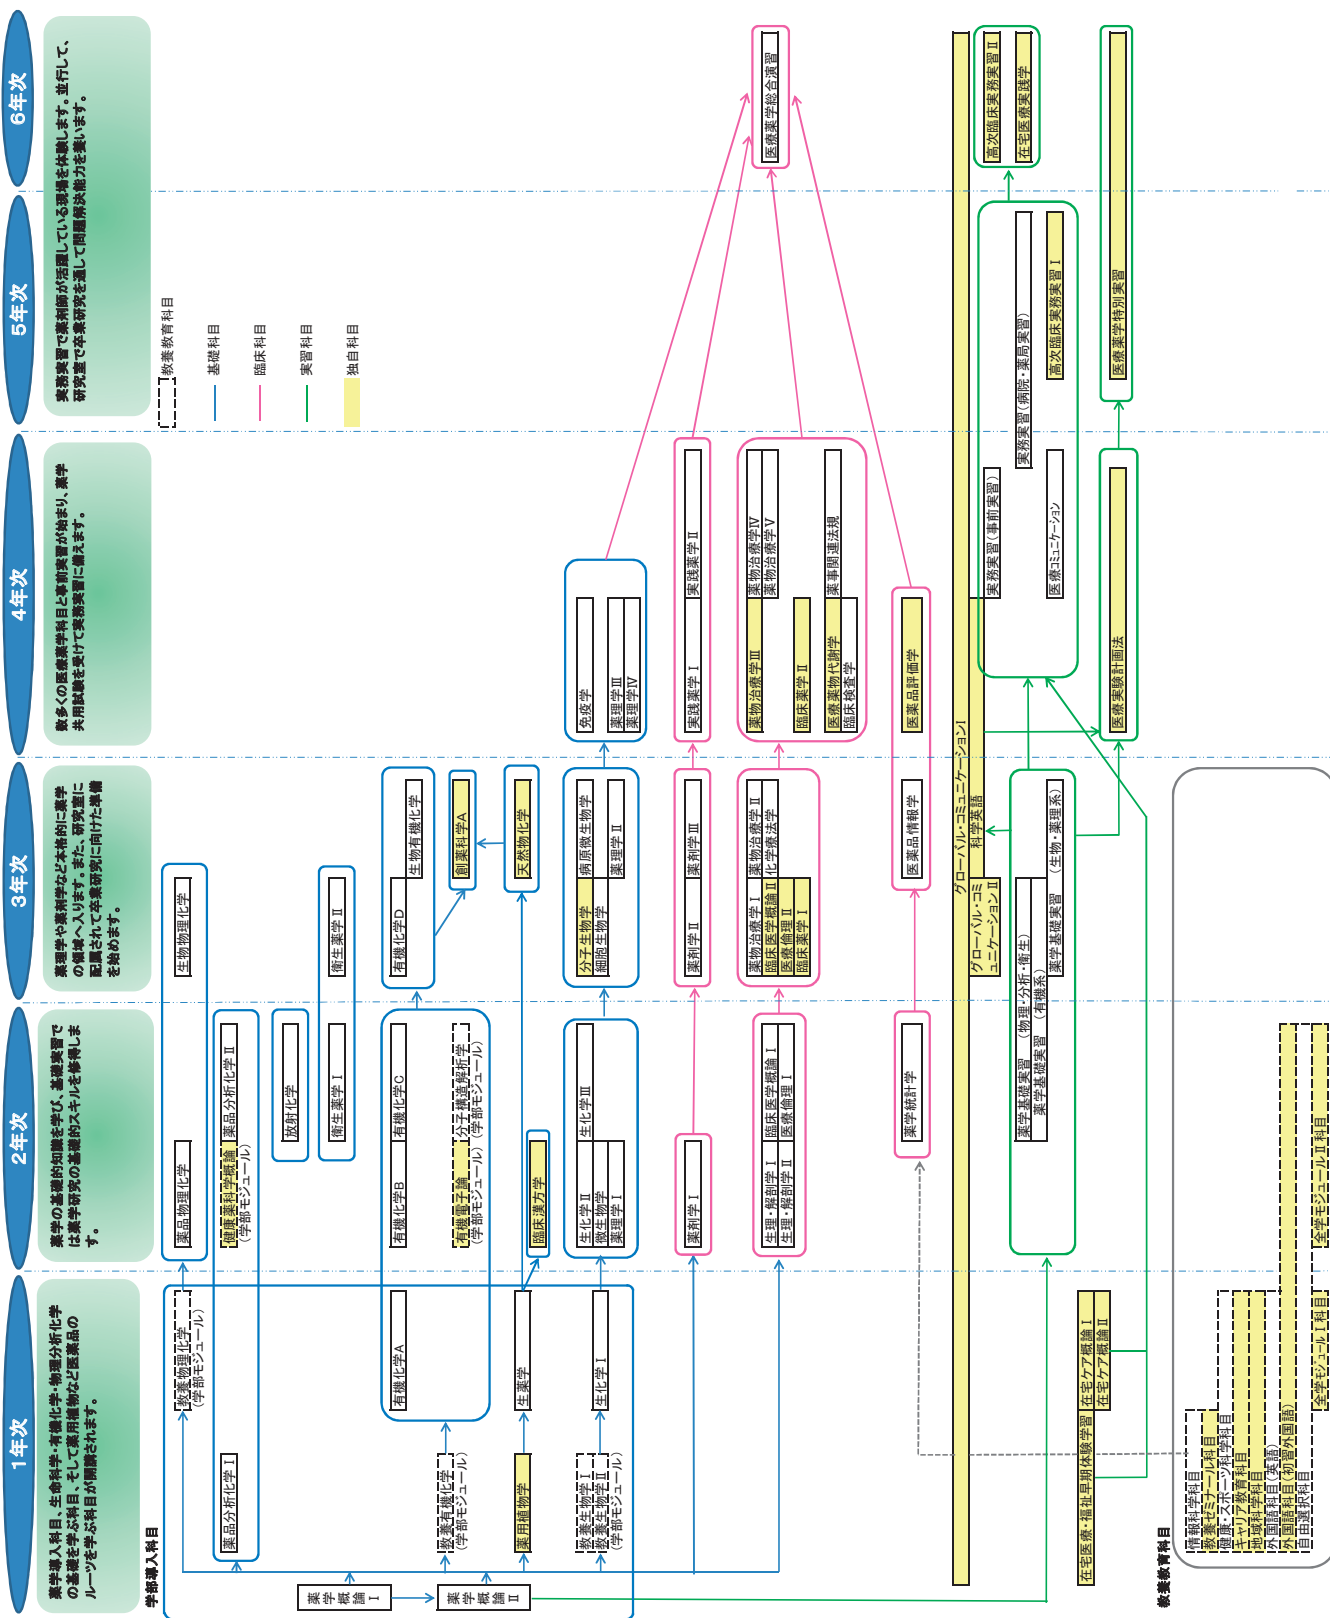 1年次
2年次
3年次
4年次
5年次
6年次
薬学導入科目、生命科学・有機化学・物理分析化学
の基礎を学ぶ科目、そして薬用植物など医薬品の
ルーツを学ぶ科目が開講されます。
薬学の基礎的知識を学び、基礎実習で
は薬学研究の基礎的スキルを修得しま
す。
薬理学や薬剤学など本格的に薬学
の領域へ入ります。また、研究室に
配属されて卒業研究に向けた準備
を始めます。
数多くの医療薬学科目と事前実習が始まり、薬学
共用試験を受けて実務実習に備えます。
実務実習で薬剤師が活躍している現場を体験します。並行して、
研究室で卒業研究を通して問題解決能力を養います。
教養教育科目
基礎科目
臨床科目
実習科目
独自科目
学部導入科目
薬学概論Ⅰ
薬学概論Ⅱ
教養物理化学
(学部モジュール)
薬品物理化学
生物物理化学
薬品分析化学Ⅰ
健康薬科学概論
(学部モジュール)
薬品分析化学Ⅱ
放射化学
衛生薬学Ⅰ
衛生薬学Ⅱ
有機化学A
有機化学B
有機化学C
有機化学D
生物有機化学
教養有機化学
(学部モジュール)
有機電子論
(学部モジュール)
分子構造解析学
(学部モジュール)
創薬科学A
薬用植物学
生薬学
臨床漢方学
天然物化学
教養生物学Ⅰ
教養生物学Ⅱ
(学部モジュール)
生化学Ⅰ
生化学Ⅱ
微生物学
薬理学Ⅰ
生化学Ⅲ
分子生物学
細胞生物学
病原微生物学
薬理学Ⅱ
免疫学
薬理学Ⅲ
薬理学Ⅳ
薬剤学Ⅰ
薬剤学Ⅱ
薬剤学Ⅲ
実践薬学Ⅰ
実践薬学Ⅱ
生理・解剖学Ⅰ
生理・解剖学Ⅱ
臨床医学概論Ⅰ
医療倫理Ⅰ
薬物治療学Ⅰ
臨床医学概論Ⅱ
医療倫理Ⅱ
臨床薬学Ⅰ
薬物治療学Ⅱ
化学療法学
薬物治療学Ⅲ
臨床薬学Ⅱ
医療薬物代謝学
臨床検査学
薬物治療学Ⅳ
薬物治療学Ⅴ
薬事関連法規
医療薬学総合演習
薬学統計学
医薬品情報学
医薬品評価学
グローバル・コミュニケーションⅠ
グローバル・コミ
ュニケーションⅡ
科学英語
薬学基礎実習 (物理・分析・衛生)
薬学基礎実習 (有機系)
薬学基礎実習 (生物・薬理系)
実務実習(事前実習)
実務実習(病院・薬局実習)
医療コミュニケーション
高次臨床実務実習Ⅰ
高次臨床実務実習Ⅱ
在宅医療実践学
医療実験計画法
医療薬学特別実習
在宅医療・福祉早期体験学習
在宅ケア概論Ⅰ
在宅ケア概論Ⅱ
教養教育科目
情報科学科目
教養ゼミナール科目
健康・スポーツ科学科目
キャリア教育科目
地域科学科目
外国語科目(英語)
外国語科目(初習外国語)
自由選択科目
全学モジュールⅠ科目
全学モジュールⅡ科目